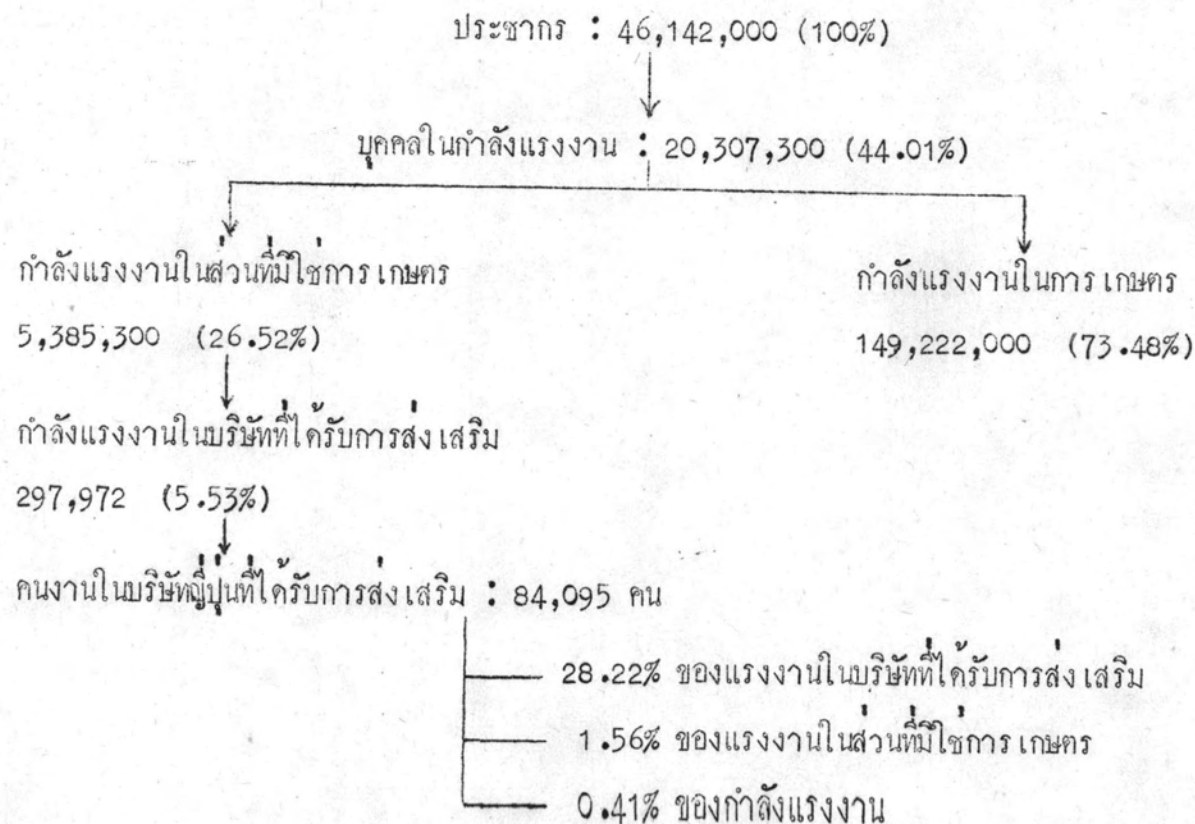 ประชากร : 46,142,000 (100%)
บุคคลในกำลังแรงงาน : 20,307,300 (44.01%)
กำลังแรงงานในส่วนที่มิใช่การเกษตร
5,385,300 (26.52%)
กำลังแรงงานในการเกษตร
149,222,000 (73.48%)
กำลังแรงงานในบริษัทที่ได้รับการส่งเสริม
297,972 (5.53%)
คนงานในบริษัทญี่ปุ่นที่ได้รับการส่งเสริม : 84,095 คน
28.22% ของแรงงานในบริษัทที่ได้รับการส่งเสริม
1.56% ของแรงงานในส่วนที่มิใช่การเกษตร
0.41% ของกำลังแรงงาน